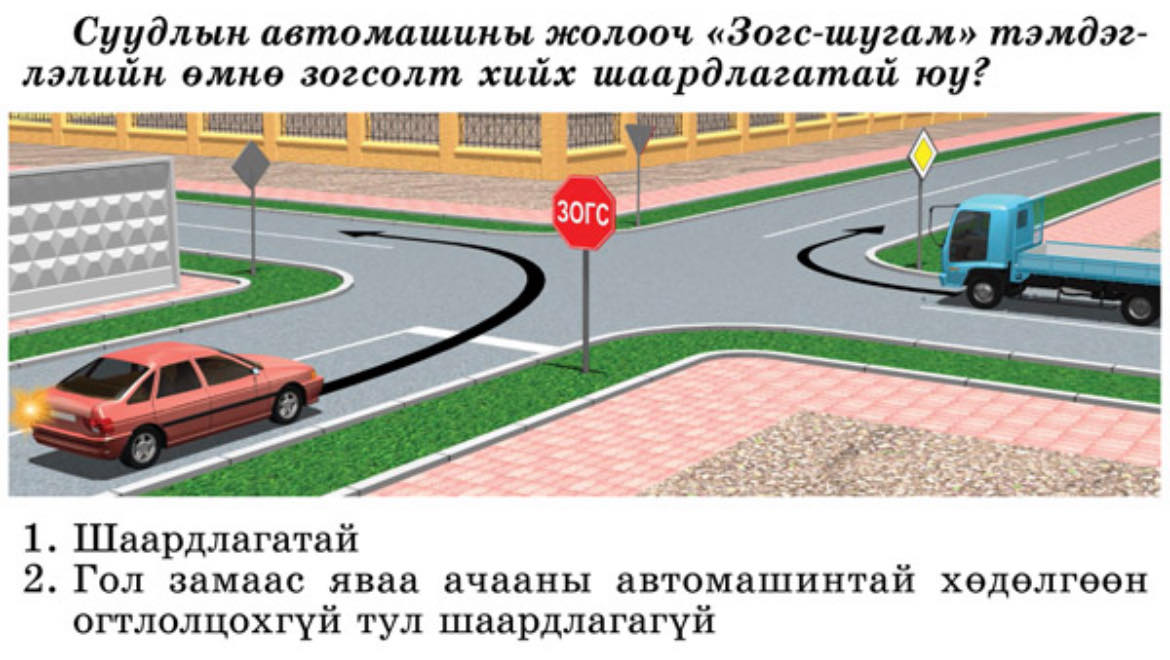 Суудлын автомашины жолооч «Зогс-шугам» тэмдэг-
лэлийн өмнө зогсолт хийх шаардлагатай юу?
ЗОГС
1. Шаардлагатай
2. Гол замаас яваа ачааны автомашинтай хөдөлгөөн
огтлолцохгүй тул шаардлагагүй